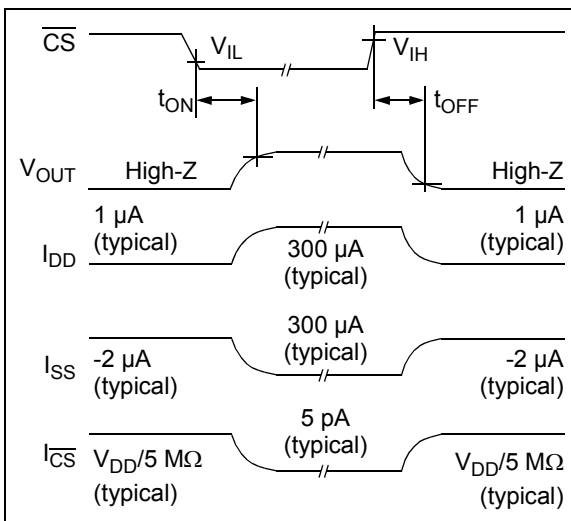 CS
VIL
VIH
tON
tOFF
VOUT
High-Z
High-Z
1 µA
(typical)
1 µA
(typical)
IDD
300 µA
(typical)
300 µA
(typical)
ISS
-2 µA
(typical)
-2 µA
(typical)
5 pA
(typical)
ICS
VDD/5 MΩ
(typical)
VDD/5 MΩ
(typical)